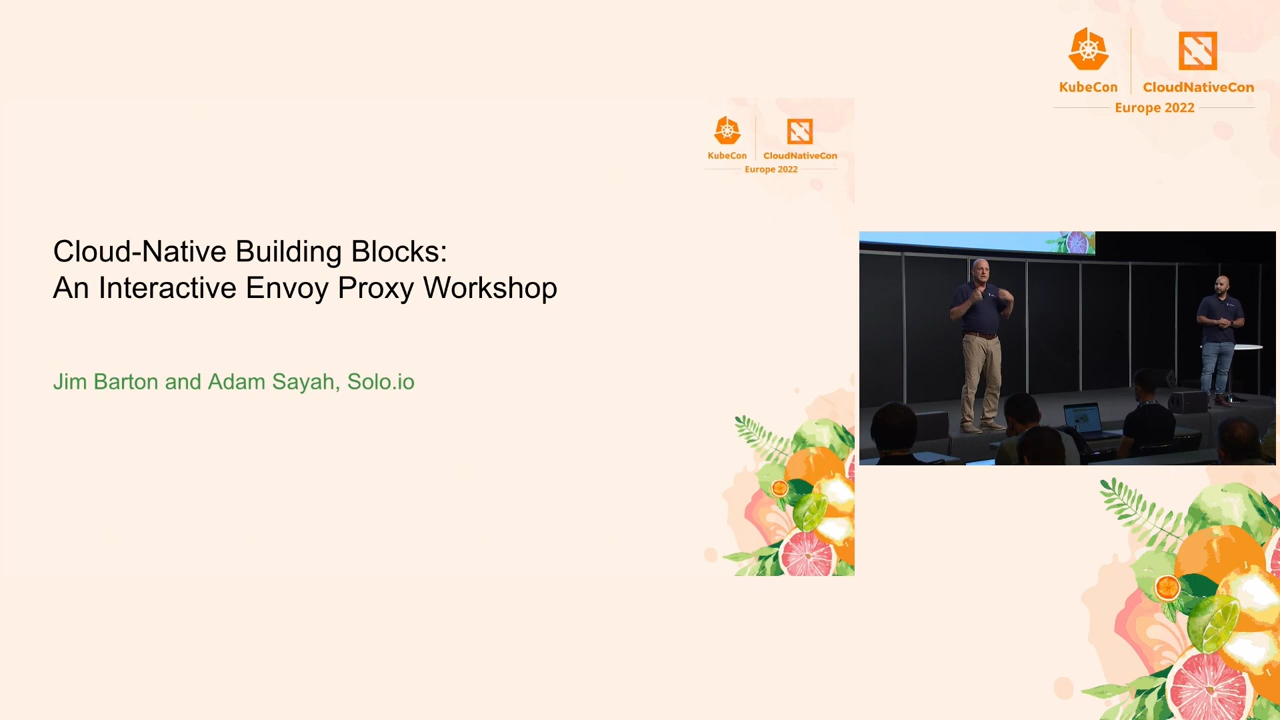 KubeCon
CloudNativeCon
Europe 2022
KubeCon
CloudNativeCon
Europe 2022
Cloud-Native Building Blocks:
An Interactive Envoy Proxy Workshop
Jim Barton and Adam Sayah, Solo.io